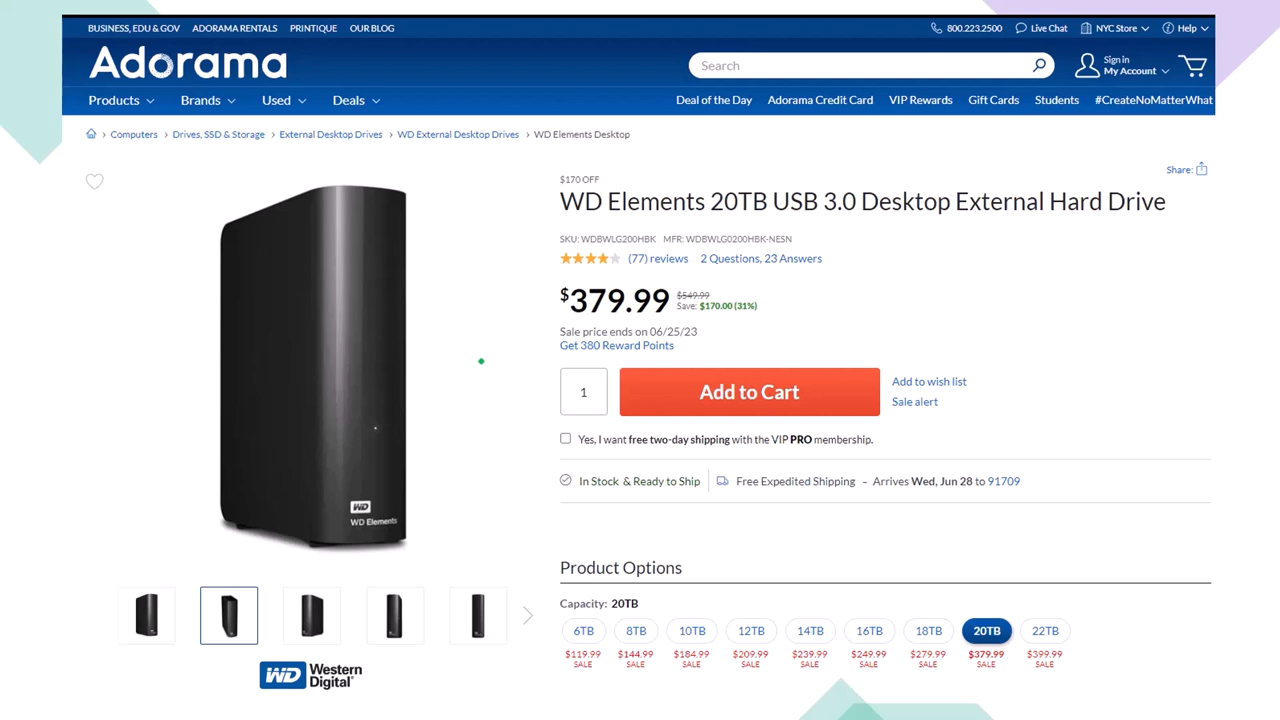 BUSINESS, EDU & GOV ADORAMA RENTALS PRINTIQUE OUR BLOG 800.223.2500 Live Chat NYC Store Help
Adorama Search Sign in
My Account
Products Brands Used Deals Deal of the Day Adorama Credit Card VIP Rewards Gift Cards Students #CreateNoMatterWhat
Computers > Drives, SSD & Storage > External Desktop Drives > WD External Desktop Drives > WD Elements Desktop
Share:
$170 OFF
WD Elements 20TB USB 3.0 Desktop External Hard Drive
SKU: WDBWLG200HBK MFR: WDBWLG0200HBK-NESN
(77) reviews 2 Questions, 23 Answers
$379.99 $549.99
Save: $170.00 (31%)
Sale price ends on 06/25/23
Get 380 Reward Points
1 Add to Cart Add to wish list
Sale alert
Yes, I want free two-day shipping with the VIP PRO membership.
In Stock & Ready to Ship Free Expedited Shipping - Arrives Wed, Jun 28 to 91709
WD
WD Elements
Product Options
Capacity: 20TB
6TB 8TB 10TB 12TB 14TB 16TB 18TB 20TB 22TB
$119.99 $144.99 $184.99 $209.99 $239.99 $249.99 $279.99 $379.99 $399.99
SALE SALE SALE SALE SALE SALE SALE SALE SALE
WD Western
Digital®